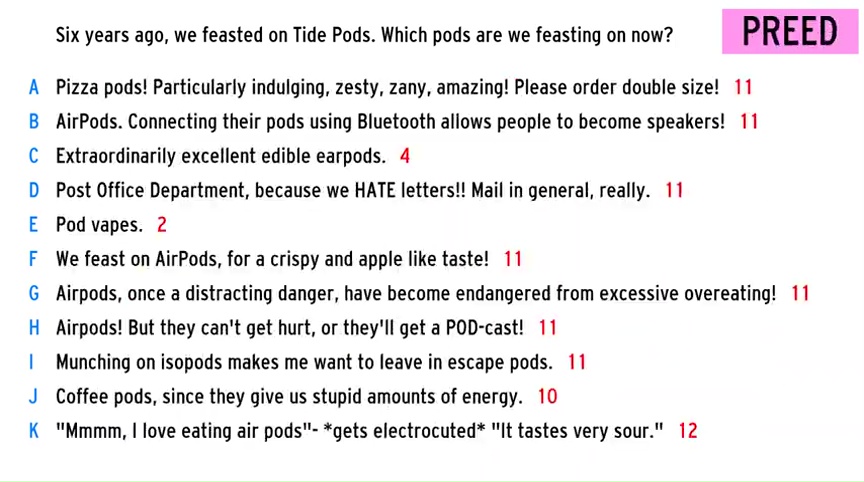 Six years ago, we feasted on Tide Pods. Which pods are we feasting on now?
PREED
A Pizza pods! Particularly indulging, zesty, zany, amazing! Please order double size! 11
B AirPods. Connecting their pods using Bluetooth allows people to become speakers! 11
C Extraordinarily excellent edible earpods. 4
D Post Office Department, because we HATE letters!! Mail in general, really. 11
E Pod vapes. 2
F We feast on AirPods, for a crispy and apple like taste! 11
G Airpods, once a distracting danger, have become endangered from excessive overeating! 11
H Airpods! But they can't get hurt, or they'll get a POD-cast! 11
I Munching on isopods makes me want to leave in escape pods. 11
J Coffee pods, since they give us stupid amounts of energy. 10
K "Mmmm, I love eating air pods"- *gets electrocuted* "It tastes very sour." 12